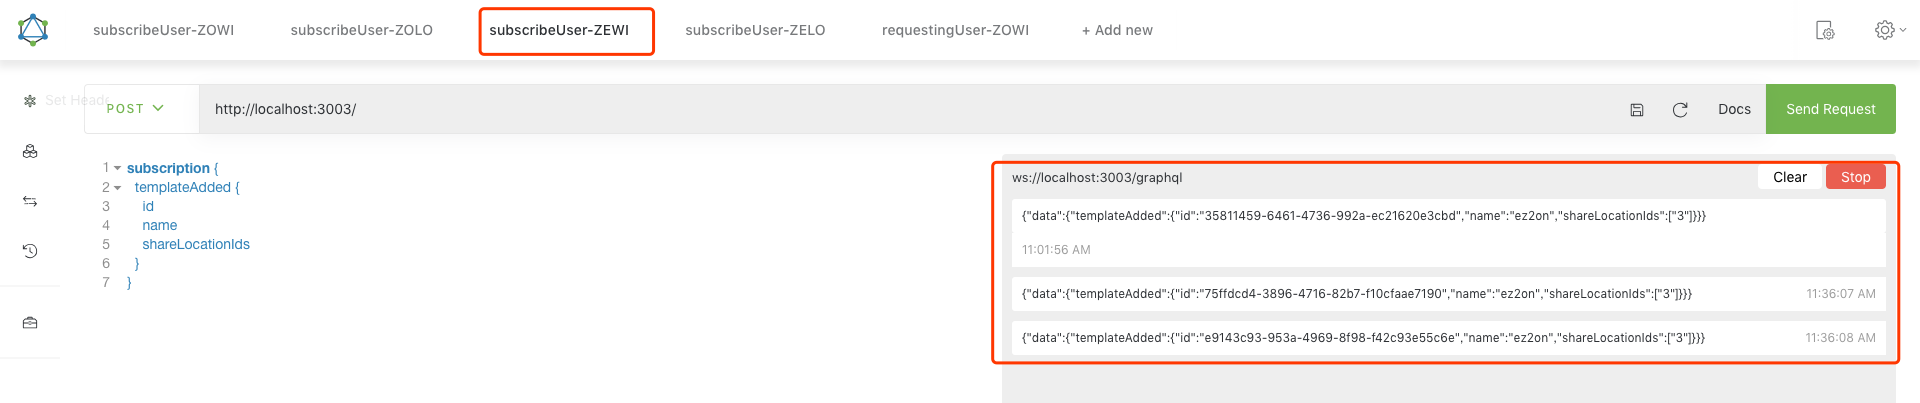 subscribeUser-ZOWI subscribeUser-ZOLO subscribeUser-ZEWI subscribeUser-ZELO requestingUser-ZOWI + Add new
Set Heade POST http://localhost:3003/ Docs Send Request
1 subscription {
2 templateAdded {
3 id
4 name
5 shareLocationIds
6 }
7 }
ws://localhost:3003/graphql Clear Stop
{"data":{"templateAdded":{"id":"35811459-6461-4736-992a-ec21620e3cbd","name":"ez2on","shareLocationIds":["3"]}}}
11:01:56 AM
{"data":{"templateAdded":{"id":"75ffdcd4-3896-4716-82b7-f10cfaae7190","name":"ez2on","shareLocationIds":["3"]}}} 11:36:07 AM
{"data":{"templateAdded":{"id":"e9143c93-953a-4969-8f98-f42c93e55c6e","name":"ez2on","shareLocationIds":["3"]}}} 11:36:08 AM